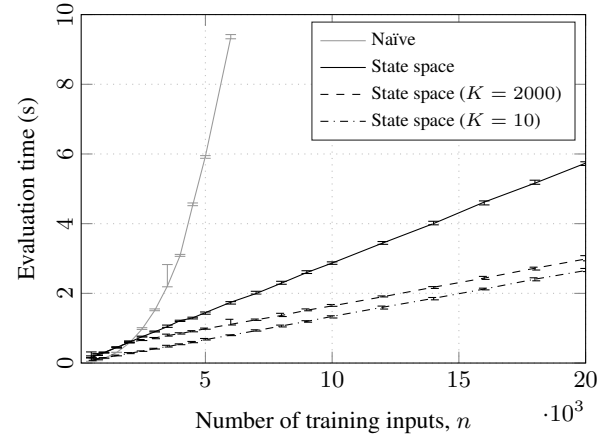 Evaluation time (s)
10
8
6
4
2
0
Naïve
State space
State space (K = 2000)
State space (K = 10)
5
10
15
20
Number of training inputs, n
·10³